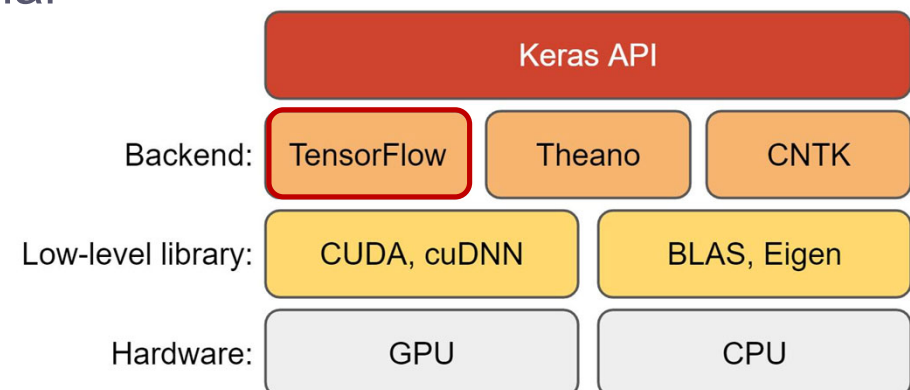 Keras API
Backend: TensorFlow Theano CNTK
Low-level library: CUDA, cuDNN BLAS, Eigen
Hardware: GPU CPU